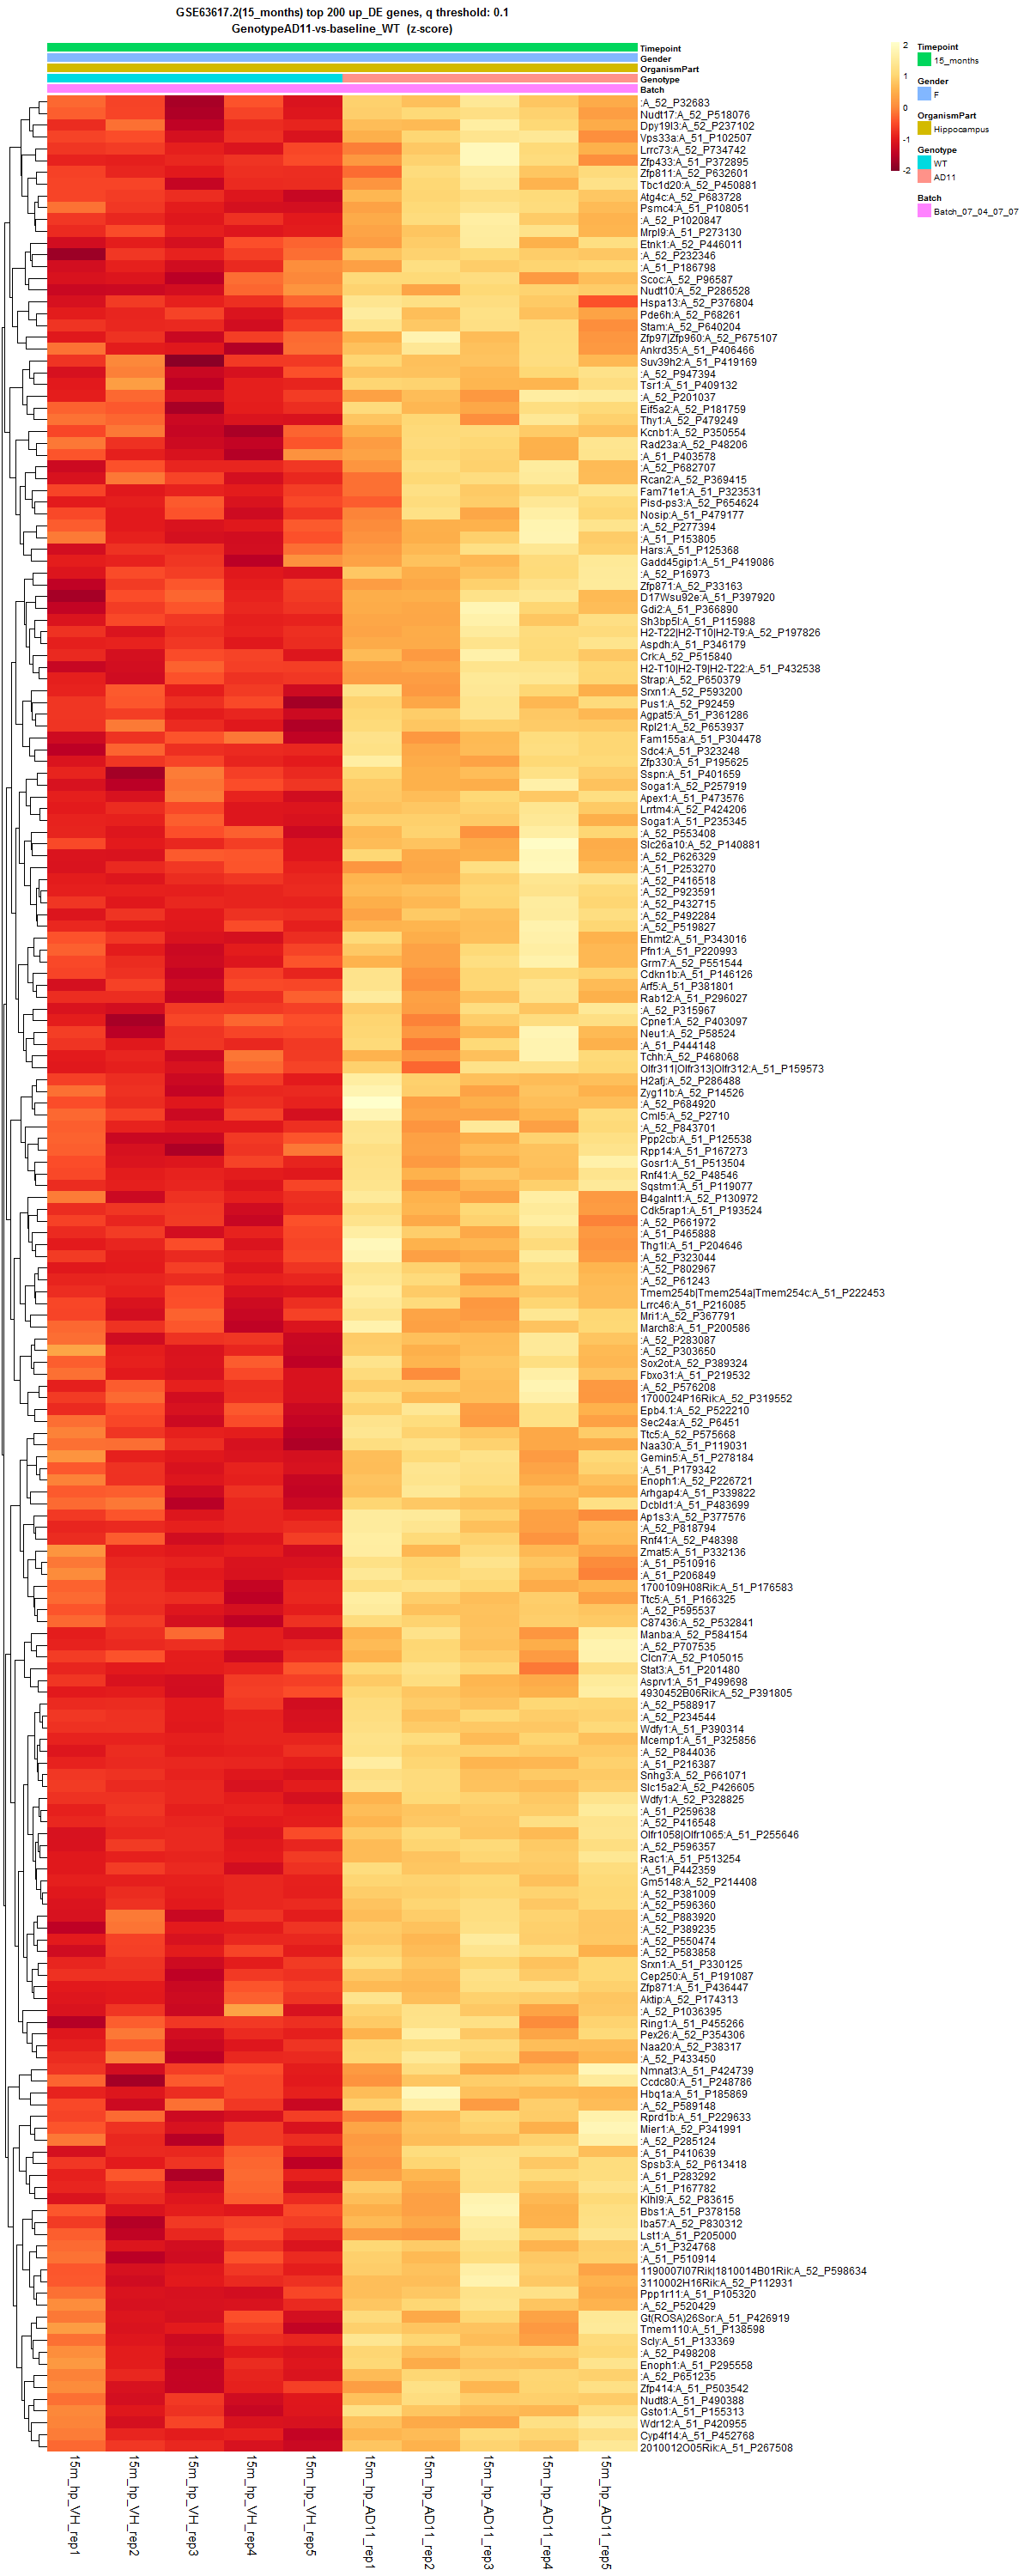 GSE63617.2(15_months) top 200 up_DE genes, q threshold: 0.1
GenotypeAD11-vs-baseline_WT (z-score)
Timepoint
Gender
OrganismPart
Genotype
Batch
2
1
0
-1
-2
Timepoint
15_months
Gender
F
OrganismPart
Hippocampus
Genotype
WT
AD11
Batch
Batch_07_04_07_07
:A_52_P32683
Nudt17:A_52_P518076
Dpy19l3:A_52_P237102
Vps33a:A_51_P102507
Lrrc73:A_52_P734742
Zfp433:A_51_P372895
Zfp811:A_52_P632601
Tbc1d20:A_52_P450881
Atg4c:A_52_P683728
Psmc4:A_51_P108051
:A_52_P1020847
Mrpl9:A_51_P273130
Etnk1:A_52_P446011
:A_52_P232346
:A_51_P186798
Scoc:A_52_P96587
Nudt10:A_52_P286528
Hspa13:A_52_P376804
Pde6h:A_52_P68261
Stam:A_52_P640204
Zfp97|Zfp960:A_52_P675107
Ankrd35:A_51_P406466
Suv39h2:A_51_P419169
:A_52_P947394
Tsr1:A_51_P409132
:A_52_P201037
Eif5a2:A_52_P181759
Thy1:A_52_P479249
Kcnb1:A_52_P350554
Rad23a:A_52_P48206
:A_51_P403578
:A_52_P682707
Rcan2:A_52_P369415
Fam71e1:A_51_P323531
Pisd-ps3:A_52_P654624
Nosip:A_51_P479177
:A_52_P277394
:A_51_P153805
Hars:A_51_P125368
Gadd45gip1:A_51_P419086
:A_52_P16973
Zfp871:A_52_P33163
D17Wsu92e:A_51_P397920
Gdi2:A_51_P366890
Sh3bp5l:A_51_P115988
H2-T22|H2-T10|H2-T9:A_52_P197826
Aspdh:A_51_P346179
Crk:A_52_P515840
H2-T10|H2-T9|H2-T22:A_51_P432538
Strap:A_52_P650379
Srxn1:A_52_P593200
Pus1:A_52_P92459
Agpat5:A_51_P361286
Rpl21:A_52_P653937
Fam155a:A_51_P304478
Sdc4:A_51_P323248
Zfp330:A_51_P195625
Sspn:A_51_P401659
Soga1:A_52_P257919
Apex1:A_51_P473576
Lrrtm4:A_52_P424206
Soga1:A_51_P235345
:A_52_P553408
Slc26a10:A_52_P140881
:A_52_P626329
:A_51_P253270
:A_52_P416518
:A_52_P923591
:A_52_P432715
:A_52_P492284
:A_52_P519827
Ehmt2:A_51_P343016
Pfn1:A_51_P220993
Grm7:A_52_P551544
Cdkn1b:A_51_P146126
Arf5:A_51_P381801
Rab12:A_51_P296027
:A_52_P315967
Cpne1:A_52_P403097
Neu1:A_52_P58524
:A_51_P444148
Tchh:A_52_P468068
Olfr311|Olfr313|Olfr312:A_51_P159573
H2afj:A_52_P286488
Zyg11b:A_52_P14526
:A_52_P684920
Cml5:A_52_P2710
:A_52_P843701
Ppp2cb:A_51_P125538
Rpp14:A_51_P167273
Gosr1:A_51_P513504
Rnf41:A_52_P48546
Sqstm1:A_51_P119077
B4galnt1:A_52_P130972
Cdk5rap1:A_51_P193524
:A_52_P661972
:A_51_P465888
Thg1l:A_51_P204646
:A_52_P323044
:A_52_P802967
:A_52_P61243
Tmem254b|Tmem254a|Tmem254c:A_51_P222453
Lrrc46:A_51_P216085
Mri1:A_52_P367791
March8:A_51_P200586
:A_52_P283087
:A_52_P303650
Sox2ot:A_52_P389324
Fbxo31:A_51_P219532
:A_52_P576208
1700024P16Rik:A_52_P319552
Epb4.1:A_52_P522210
Sec24a:A_52_P6451
Ttc5:A_52_P575668
Naa30:A_51_P119031
Gemin5:A_51_P278184
:A_51_P179342
Enoph1:A_52_P226721
Arhgap4:A_51_P339822
Dcbld1:A_51_P483699
Ap1s3:A_52_P377576
:A_52_P818794
Rnf41:A_52_P48398
Zmat5:A_51_P332136
:A_51_P510916
:A_51_P206849
1700109H08Rik:A_51_P176583
Ttc5:A_51_P166325
:A_52_P595537
C87436:A_52_P532841
Manba:A_52_P584154
:A_52_P707535
Clcn7:A_52_P105015
Stat3:A_51_P201480
Asprv1:A_51_P499698
4930452B06Rik:A_52_P391805
:A_52_P588917
:A_52_P234544
Wdfy1:A_51_P390314
Mcemp1:A_51_P325856
:A_52_P844036
:A_51_P216387
Snhg3:A_52_P661071
Slc15a2:A_52_P426605
Wdfy1:A_52_P328825
:A_51_P259638
:A_52_P416548
Olfr1058|Olfr1065:A_51_P255646
:A_52_P596357
Rac1:A_51_P513254
:A_51_P442359
Gm5148:A_52_P214408
:A_52_P381009
:A_52_P596360
:A_52_P883920
:A_52_P389235
:A_52_P550474
:A_52_P583858
Srxn1:A_51_P330125
Cep250:A_51_P191087
Zfp871:A_51_P436447
Aktip:A_52_P174313
:A_52_P1036395
Ring1:A_51_P455266
Pex26:A_52_P354306
Naa20:A_52_P38317
:A_52_P433450
Nmnat3:A_51_P424739
Ccdc80:A_51_P248786
Hbq1a:A_51_P185869
:A_52_P589148
Rprd1b:A_51_P229633
Mier1:A_52_P341991
:A_52_P285124
:A_51_P410639
Spsb3:A_52_P613418
:A_51_P283292
:A_51_P167782
Klhl9:A_52_P83615
Bbs1:A_51_P378158
Iba57:A_52_P830312
Lst1:A_51_P205000
:A_51_P324768
:A_51_P510914
1190007I07Rik|1810014B01Rik:A_52_P598634
3110002H16Rik:A_52_P112931
Ppp1r11:A_51_P105320
:A_52_P520429
Gt(ROSA)26Sor:A_51_P426919
Tmem110:A_51_P138598
Scly:A_51_P133369
:A_52_P498208
Enoph1:A_51_P295558
:A_52_P651235
Zfp414:A_51_P503542
Nudt8:A_51_P490388
Gsto1:A_51_P155313
Wdr12:A_51_P420955
Cyp4f14:A_51_P452768
2010012O05Rik:A_51_P267508
15m_hp_VH_rep1
15m_hp_VH_rep2
15m_hp_VH_rep3
15m_hp_VH_rep4
15m_hp_VH_rep5
15m_hp_AD11_rep1
15m_hp_AD11_rep2
15m_hp_AD11_rep3
15m_hp_AD11_rep4
15m_hp_AD11_rep5